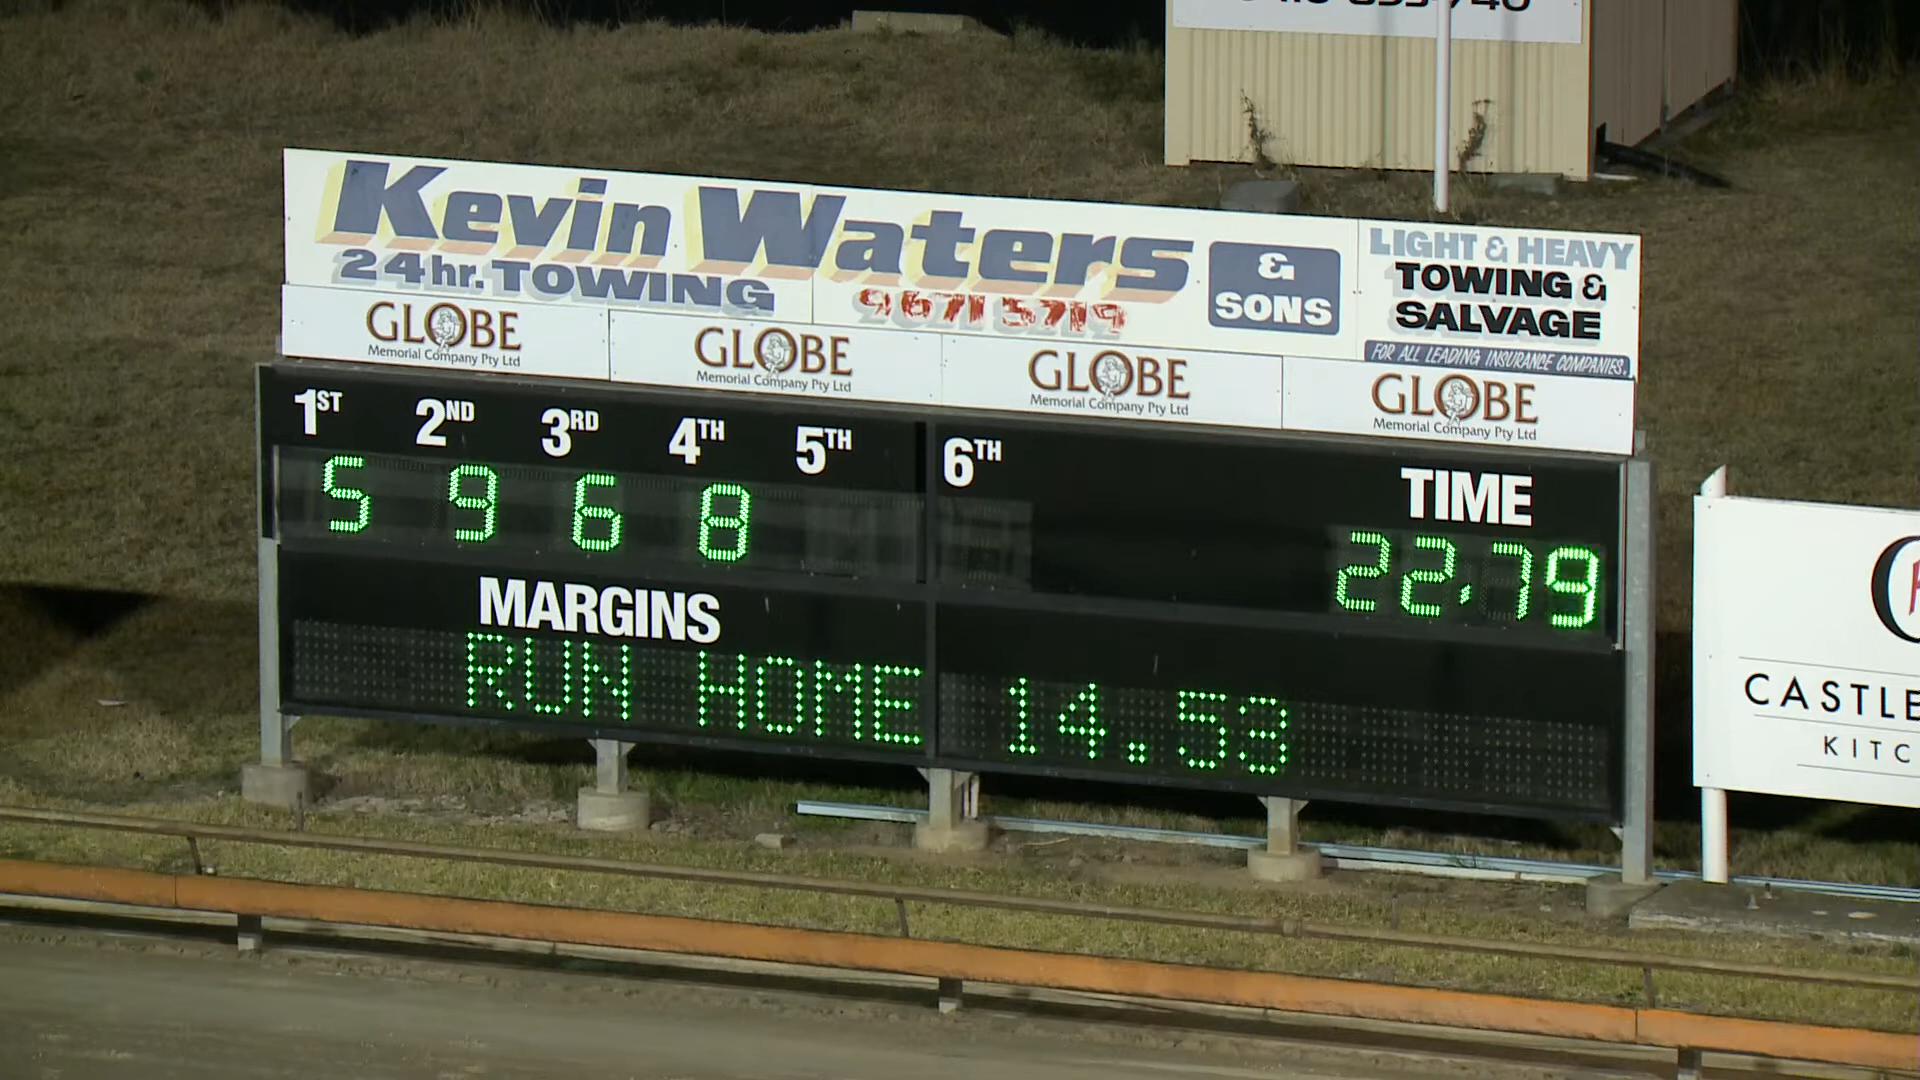 Kevin Waters & SONS
24hr. TOWING 9671 5719
LIGHT & HEAVY
TOWING &
SALVAGE
FOR ALL LEADING INSURANCE COMPANIES.
GLOBE
Memorial Company Pty Ltd
GLOBE
Memorial Company Pty Ltd
GLOBE
Memorial Company Pty Ltd
GLOBE
Memorial Company Pty Ltd
1ST 2ND 3RD 4TH 5TH 6TH TIME
5 9 6 8 22.79
MARGINS
RUN HOME 14.53